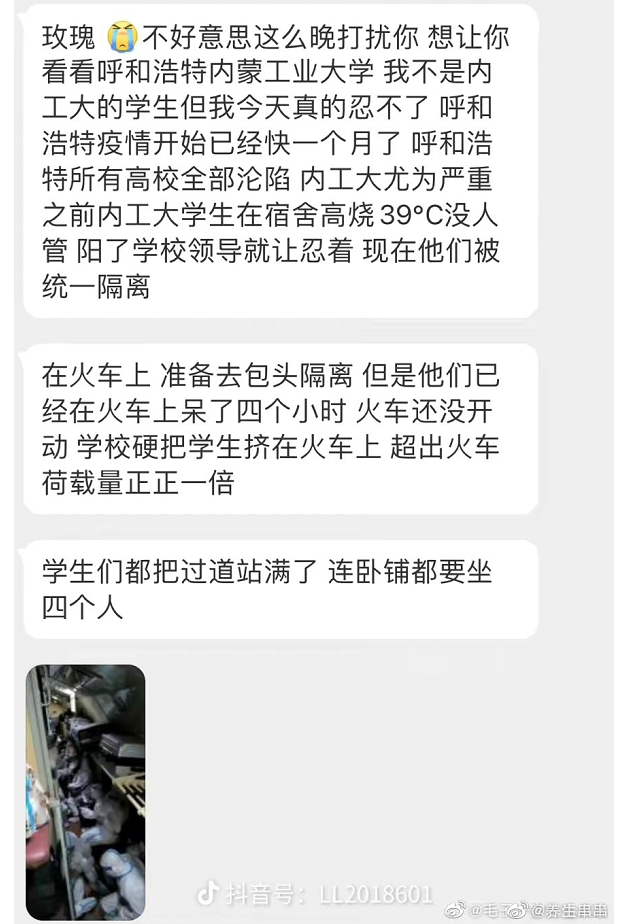 玫瑰 😭不好意思这么晚打扰你 想让你
看看呼和浩特内蒙工业大学 我不是内
工大的学生但我今天真的忍不了 呼和
浩特疫情开始已经快一个月了 呼和浩
特所有高校全部沦陷 内工大尤为严重
之前内工大学生在宿舍高烧39°C没人
管 阳了学校领导就让忍着 现在他们被
统一隔离
在火车上 准备去包头隔离 但是他们已
经在火车上呆了四个小时 火车还没开
动 学校硬把学生挤在火车上 超出火车
荷载量正正一倍
学生们都把过道站满了 连卧铺都要坐
四个人
抖音号：LL2018601
@毛子 @养生串串